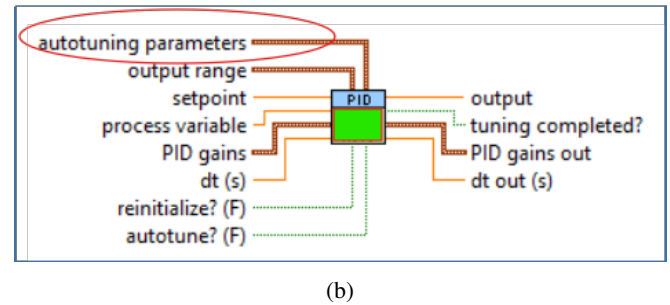 autotuning parameters
output range
setpoint
process variable
PID gains
dt (s)
reinitialize? (F)
autotune? (F)
PID
output
tuning completed?
PID gains out
dt out (s)
(b)